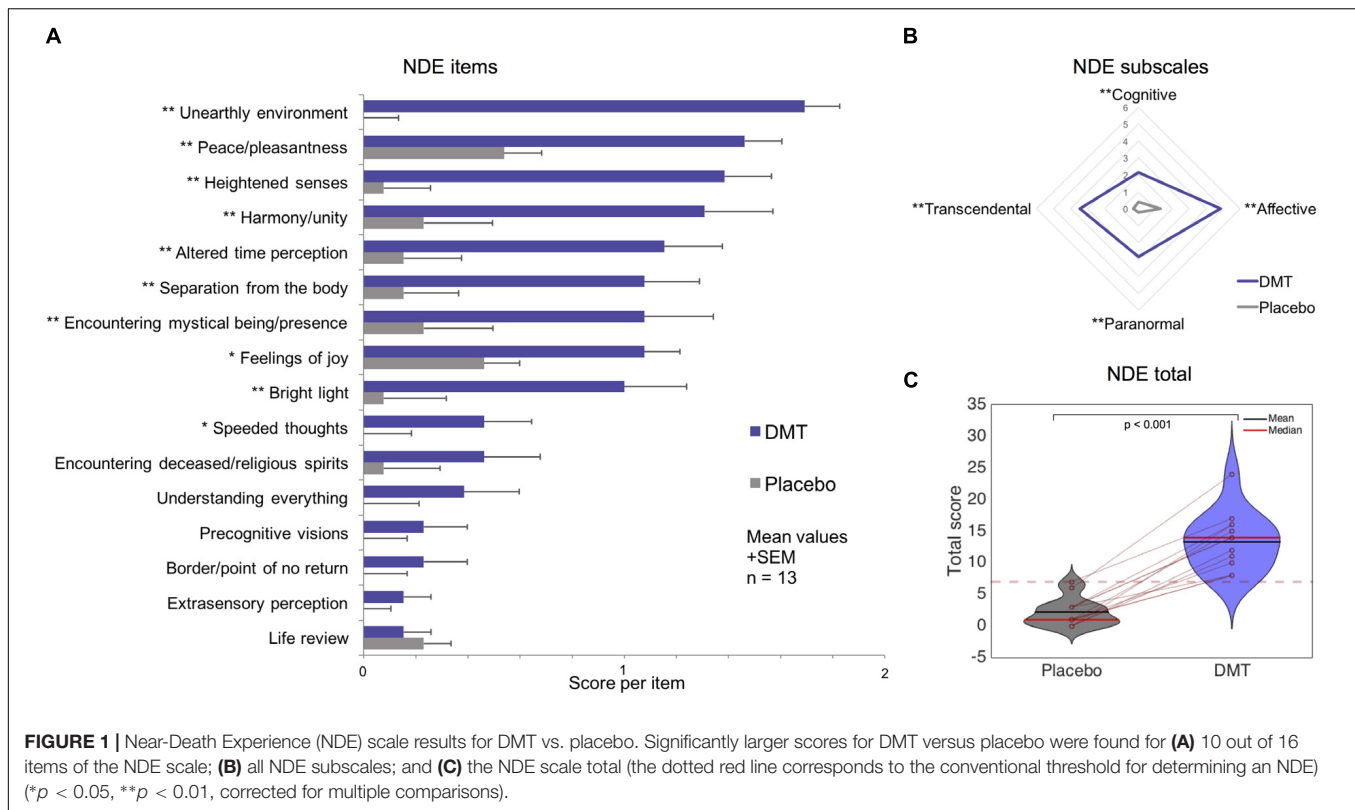 A
NDE items
** Unearthly environment
** Peace/pleasantness
** Heightened senses
** Harmony/unity
** Altered time perception
** Separation from the body
** Encountering mystical being/presence
* Feelings of joy
** Bright light
* Speeded thoughts
Encountering deceased/religious spirits
Understanding everything
Precognitive visions
Border/point of no return
Extrasensory perception
Life review
DMT
Placebo
Mean values
+SEM
n = 13
0 1 2
Score per item
B
NDE subscales
**Cognitive
6
5
4
3
2
1
0
**Transcendental
**Affective
**Paranormal
DMT
Placebo
C
NDE total
35
30
25
20
15
10
5
0
-5
Total score
p < 0.001
Mean
Median
Placebo DMT
FIGURE 1 | Near-Death Experience (NDE) scale results for DMT vs. placebo. Significantly larger scores for DMT versus placebo were found for (A) 10 out of 16
items of the NDE scale; (B) all NDE subscales; and (C) the NDE scale total (the dotted red line corresponds to the conventional threshold for determining an NDE)
(*p < 0.05, **p < 0.01, corrected for multiple comparisons).